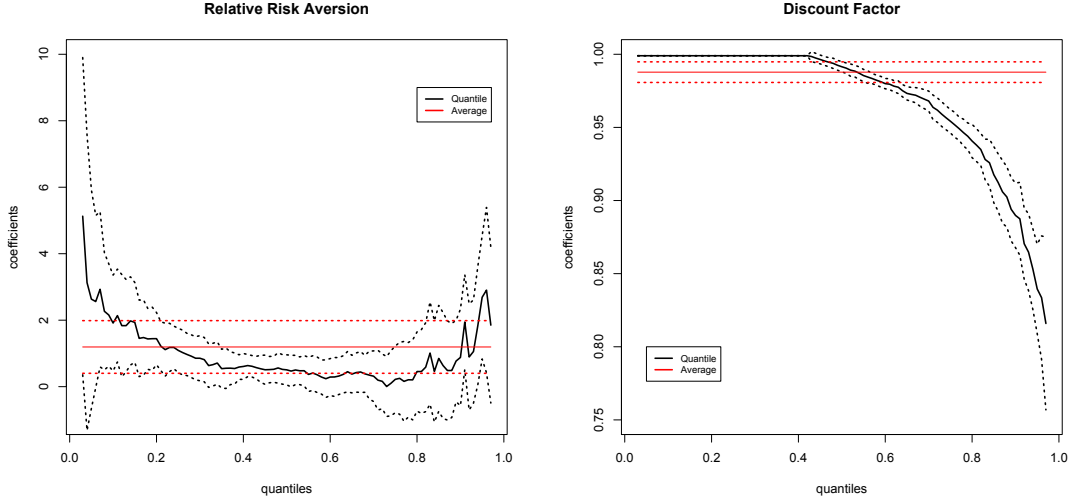 Relative Risk Aversion
10
8
6
4
2
0
coefficients
Quantile
Average
0.0 0.2 0.4 0.6 0.8 1.0
quantiles
Discount Factor
1.00
0.95
0.90
0.85
0.80
0.75
coefficients
Quantile
Average
0.0 0.2 0.4 0.6 0.8 1.0
quantiles